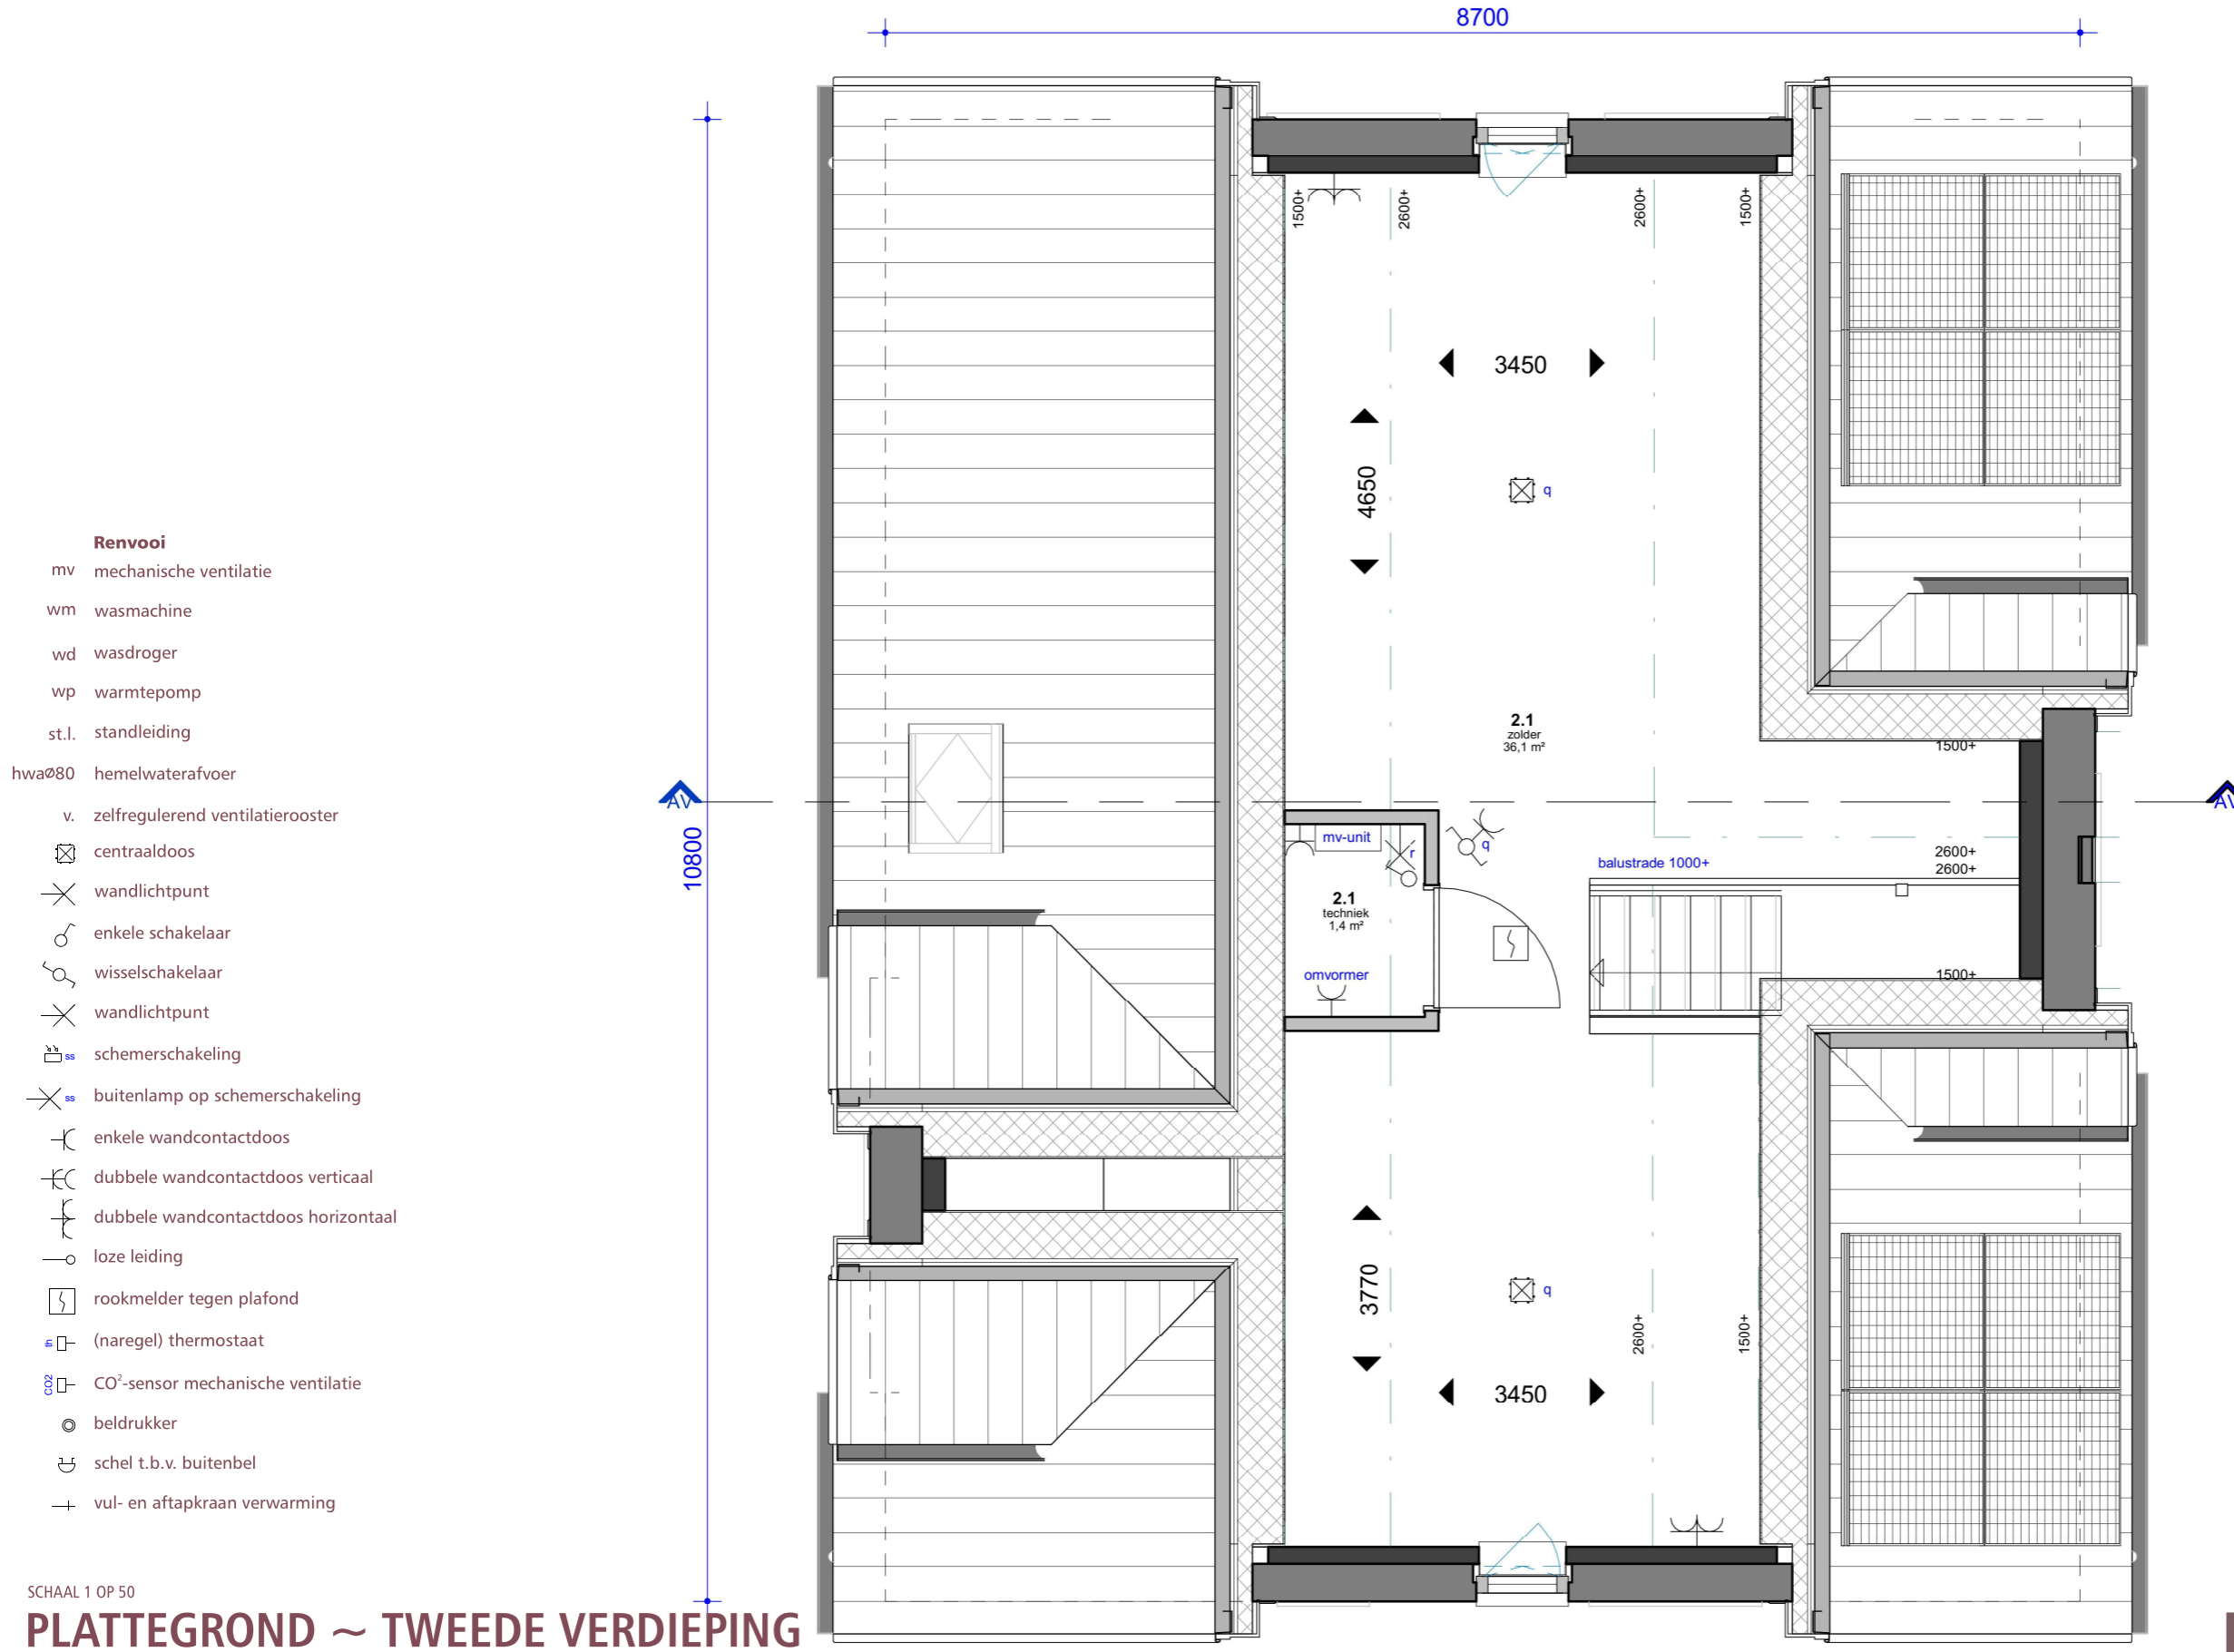 8700
1500+
2600+
2600+
1500+
3450
4650
q
2.1
zolder
36,1 m²
1500+
AV
AV
10800
mv-unit
r
q
balustrade 1000+
2600+
2600+
2.1
techniek
1,4 m²
omvormer
1500+
3770
q
2600+
1500+
3450
Renvooi
mv mechanische ventilatie
wm wasmachine
wd wasdroger
wp warmtepomp
st.l. standleiding
hwaø80 hemelwaterafvoer
v. zelfregulerend ventilatierooster
centraaldoos
wandlichtpunt
enkele schakelaar
wisselschakelaar
wandlichtpunt
ss schemerschakeling
ss buitenlamp op schemerschakeling
enkele wandcontactdoos
dubbele wandcontactdoos verticaal
dubbele wandcontactdoos horizontaal
loze leiding
rookmelder tegen plafond
th (naregel) thermostaat
CO2 CO²-sensor mechanische ventilatie
beldrukker
schel t.b.v. buitenbel
vul- en aftapkraan verwarming
SCHAAL 1 OP 50
PLATTEGROND ~ TWEEDE VERDIEPING